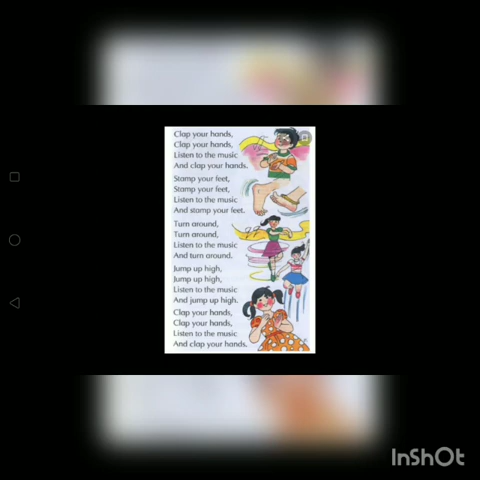 Clap your hands,
Clap your hands,
Listen to the music
And clap your hands.
Stamp your feet,
Stamp your feet,
Listen to the music
And stamp your feet.
Turn around,
Turn around,
Listen to the music
And turn around.
Jump up high,
Jump up high,
Listen to the music
And jump up high.
Clap your hands,
Clap your hands,
Listen to the music
And clap your hands.
InShOt